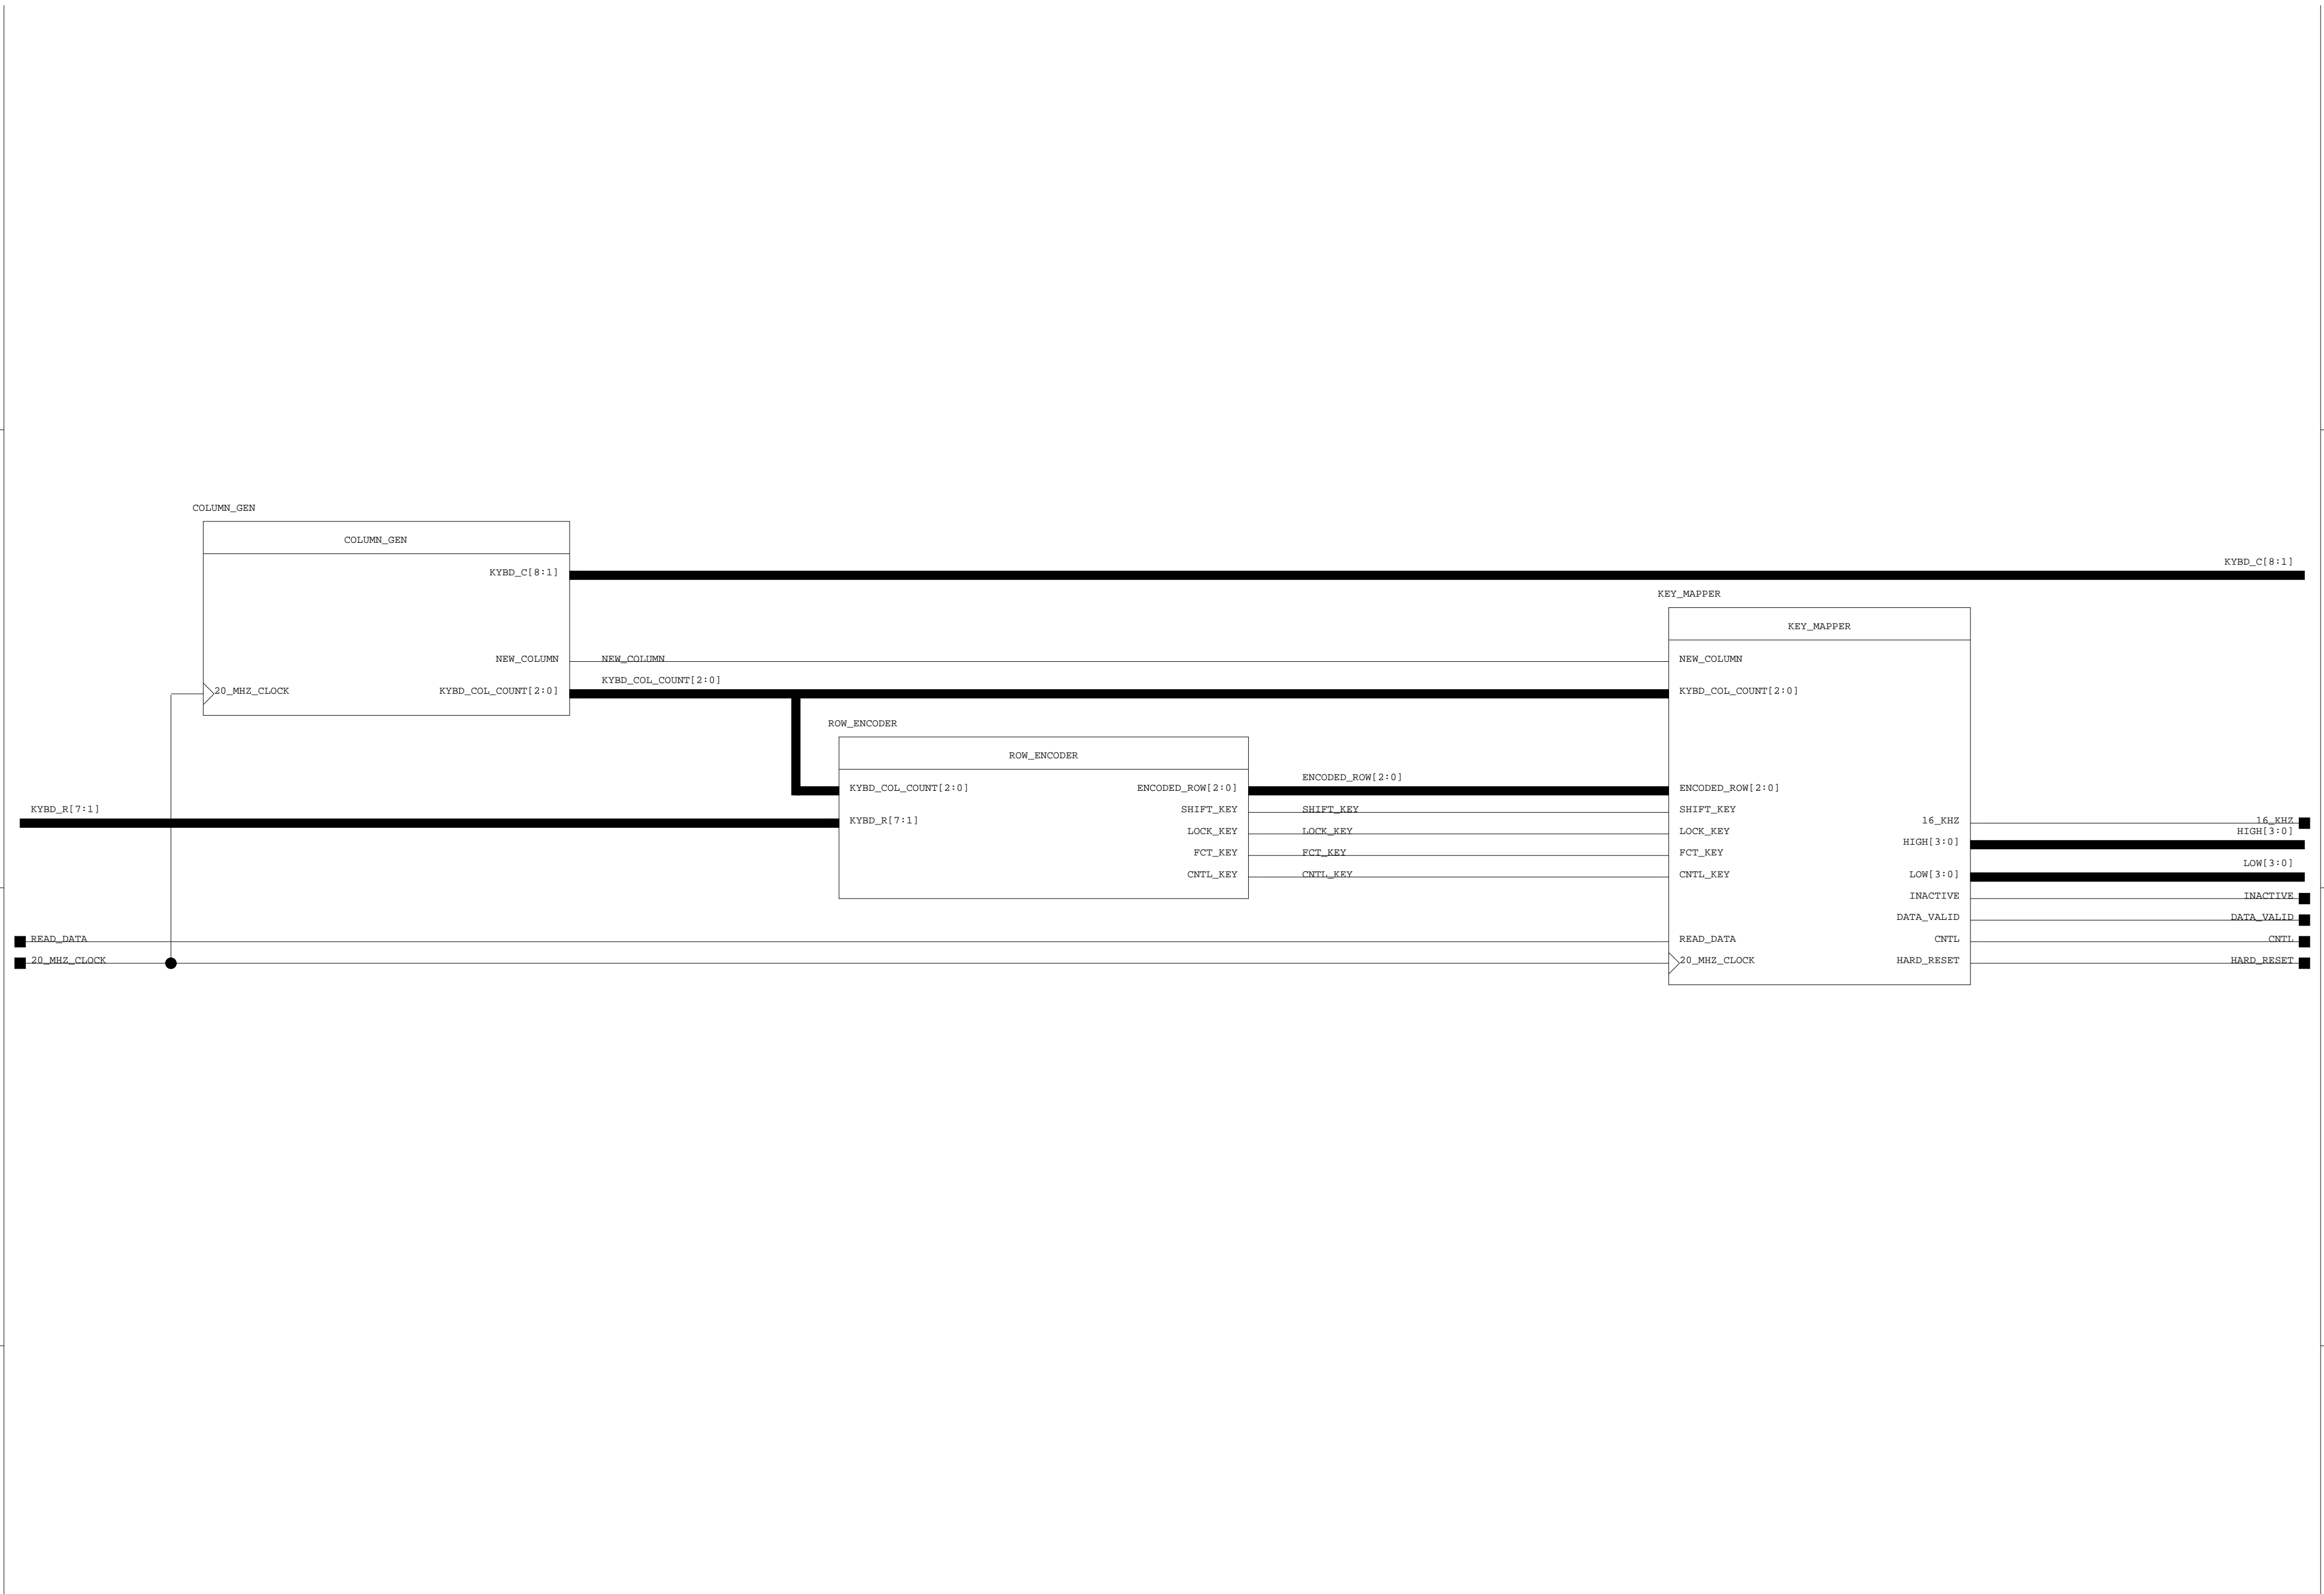 COLUMN_GEN
COLUMN_GEN
KYBD_C[8:1]
KYBD_C[8:1]
KEY_MAPPER
KEY_MAPPER
NEW_COLUMN
NEW_COLUMN
NEW_COLUMN
KYBD_COL_COUNT[2:0]
20_MHZ_CLOCK
KYBD_COL_COUNT[2:0]
KYBD_COL_COUNT[2:0]
ROW_ENCODER
ROW_ENCODER
ENCODED_ROW[2:0]
KYBD_COL_COUNT[2:0]
ENCODED_ROW[2:0]
ENCODED_ROW[2:0]
KYBD_R[7:1]
SHIFT_KEY
SHIFT_KEY
SHIFT_KEY
KYBD_R[7:1]
16_KHZ
16_KHZ
LOCK_KEY
LOCK_KEY
LOCK_KEY
HIGH[3:0]
HIGH[3:0]
FCT_KEY
FCT_KEY
FCT_KEY
LOW[3:0]
CNTL_KEY
CNTL_KEY
CNTL_KEY
LOW[3:0]
INACTIVE
INACTIVE
DATA_VALID
DATA_VALID
READ_DATA
READ_DATA
CNTL
CNTL
20_MHZ_CLOCK
20_MHZ_CLOCK
HARD_RESET
HARD_RESET